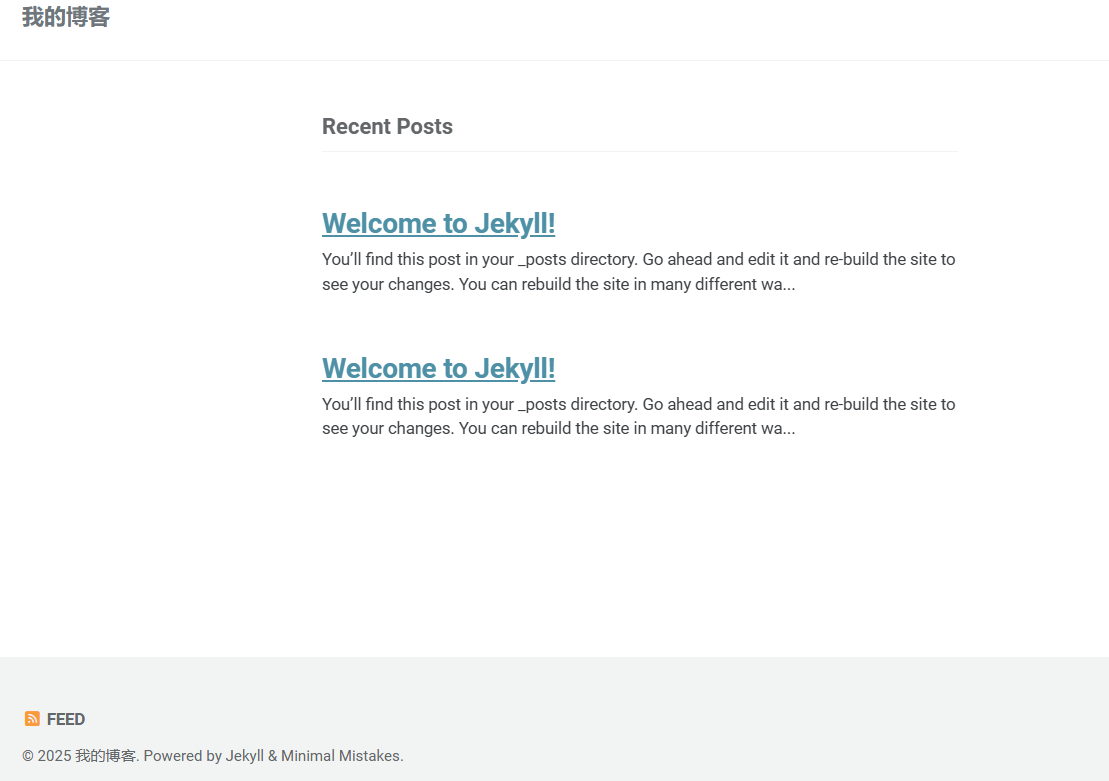 我的博客
Recent Posts
Welcome to Jekyll!
You’ll find this post in your _posts directory. Go ahead and edit it and re-build the site to
see your changes. You can rebuild the site in many different wa...
Welcome to Jekyll!
You’ll find this post in your _posts directory. Go ahead and edit it and re-build the site to
see your changes. You can rebuild the site in many different wa...
FEED
© 2025 我的博客. Powered by Jekyll & Minimal Mistakes.